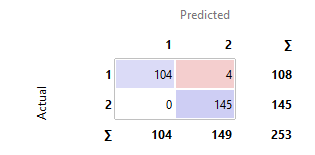 Predicted
1 2 Σ
Actual
1 104 4 108
2 0 145 145
Σ 104 149 253